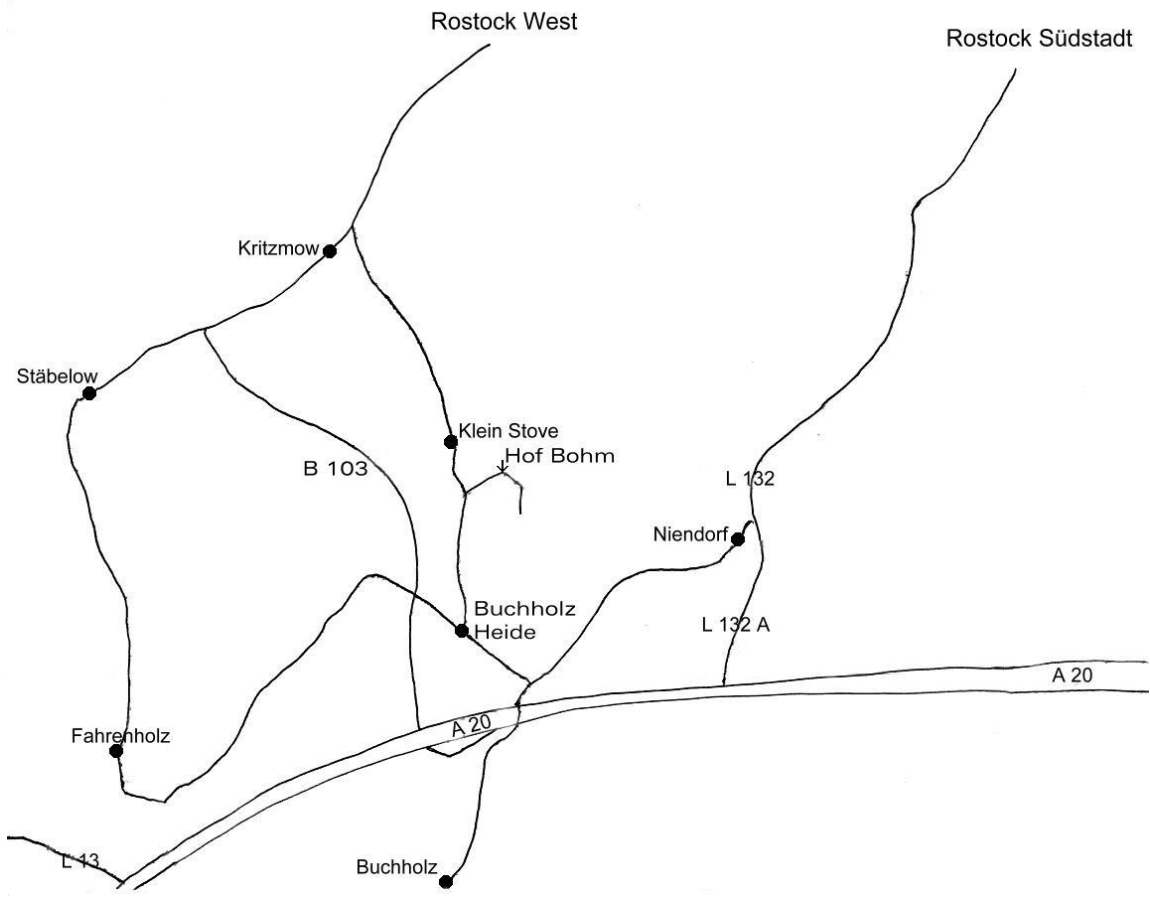 Rostock West
Rostock Südstadt
Kritzmow
Stäbelow
Klein Stove
Hof Bohm
B 103
L 132
Niendorf
Buchholz
Heide
L 132 A
A 20
A 20
Fahrenholz
L 13
Buchholz